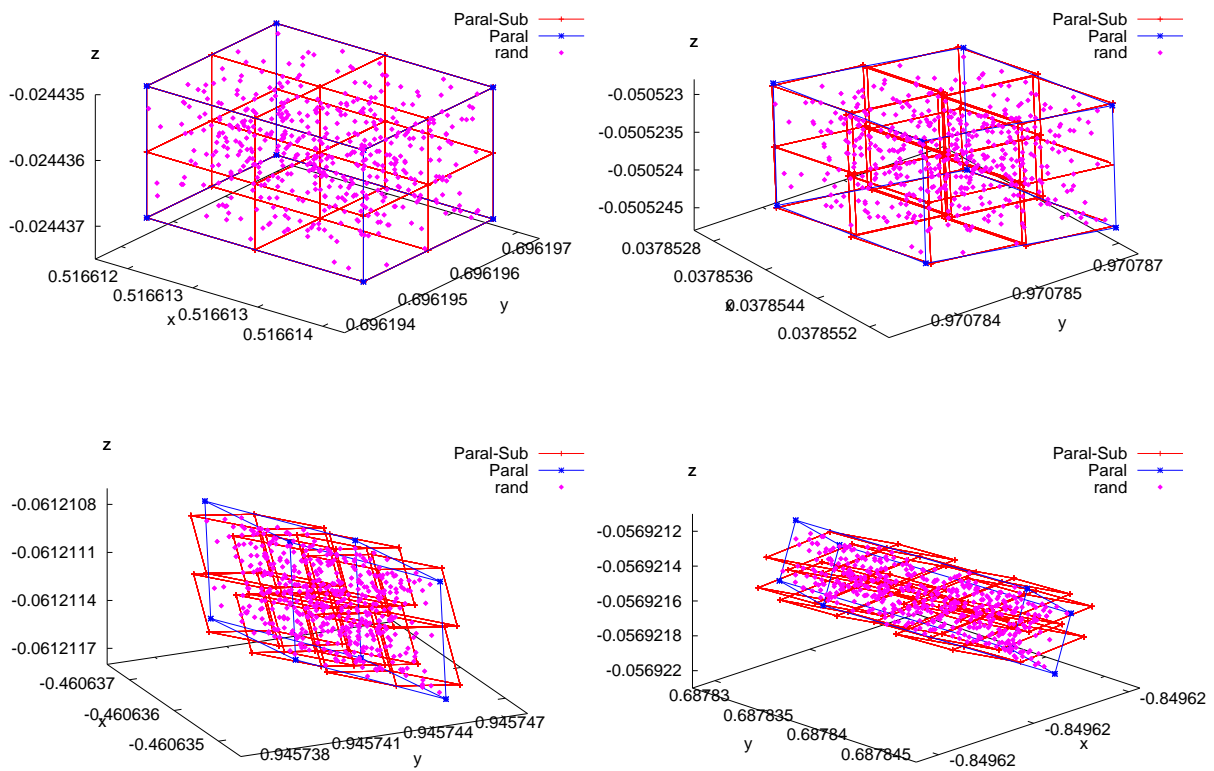 Paral-Sub
Paral
rand
z
-0.024435
-0.024436
-0.024437
0.516612
0.516613
0.516613
0.516614
x
0.696194
0.696195
0.696196
0.696197
y
Paral-Sub
Paral
rand
z
-0.050523
-0.0505235
-0.050524
-0.0505245
0.0378528
0.0378536
0.0378544
0.0378552
x
0.970784
0.970785
0.970787
y
Paral-Sub
Paral
rand
z
-0.0612108
-0.0612111
-0.0612114
-0.0612117
-0.460637
-0.460636
-0.460635
x
0.945738
0.945741
0.945744
0.945747
y
Paral-Sub
Paral
rand
z
-0.0569212
-0.0569214
-0.0569216
-0.0569218
-0.056922
0.68783
0.687835
0.68784
0.687845
y
-0.84962
-0.84962
-0.84962
x